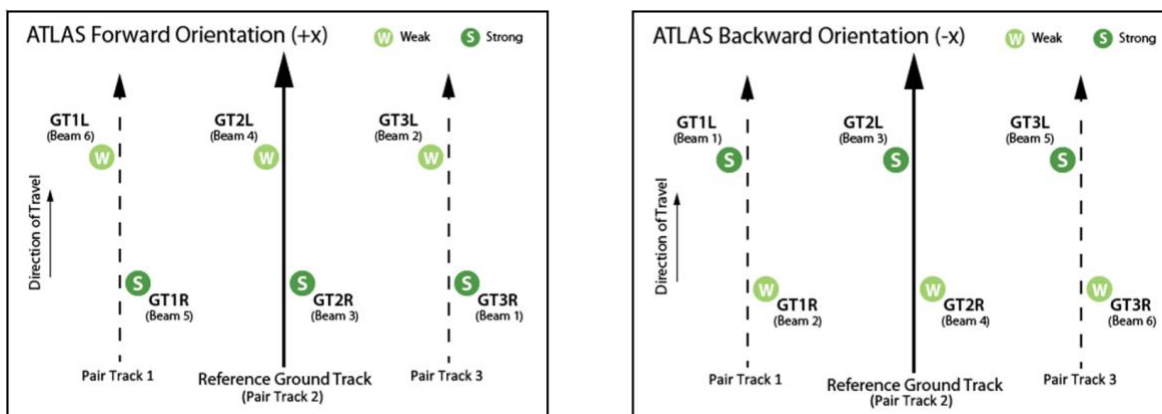 ATLAS Forward Orientation (+x)
W Weak
S Strong
GT1L
(Beam 6)
W
GT2L
(Beam 4)
W
GT3L
(Beam 2)
W
Direction of Travel
S
GT1R
(Beam 5)
S
GT2R
(Beam 3)
S
GT3R
(Beam 1)
Pair Track 1
Reference Ground Track
(Pair Track 2)
Pair Track 3
ATLAS Backward Orientation (-x)
W Weak
S Strong
GT1L
(Beam 1)
S
GT2L
(Beam 3)
S
GT3L
(Beam 5)
S
Direction of Travel
W
GT1R
(Beam 2)
W
GT2R
(Beam 4)
W
GT3R
(Beam 6)
Pair Track 1
Reference Ground Track
(Pair Track 2)
Pair Track 3